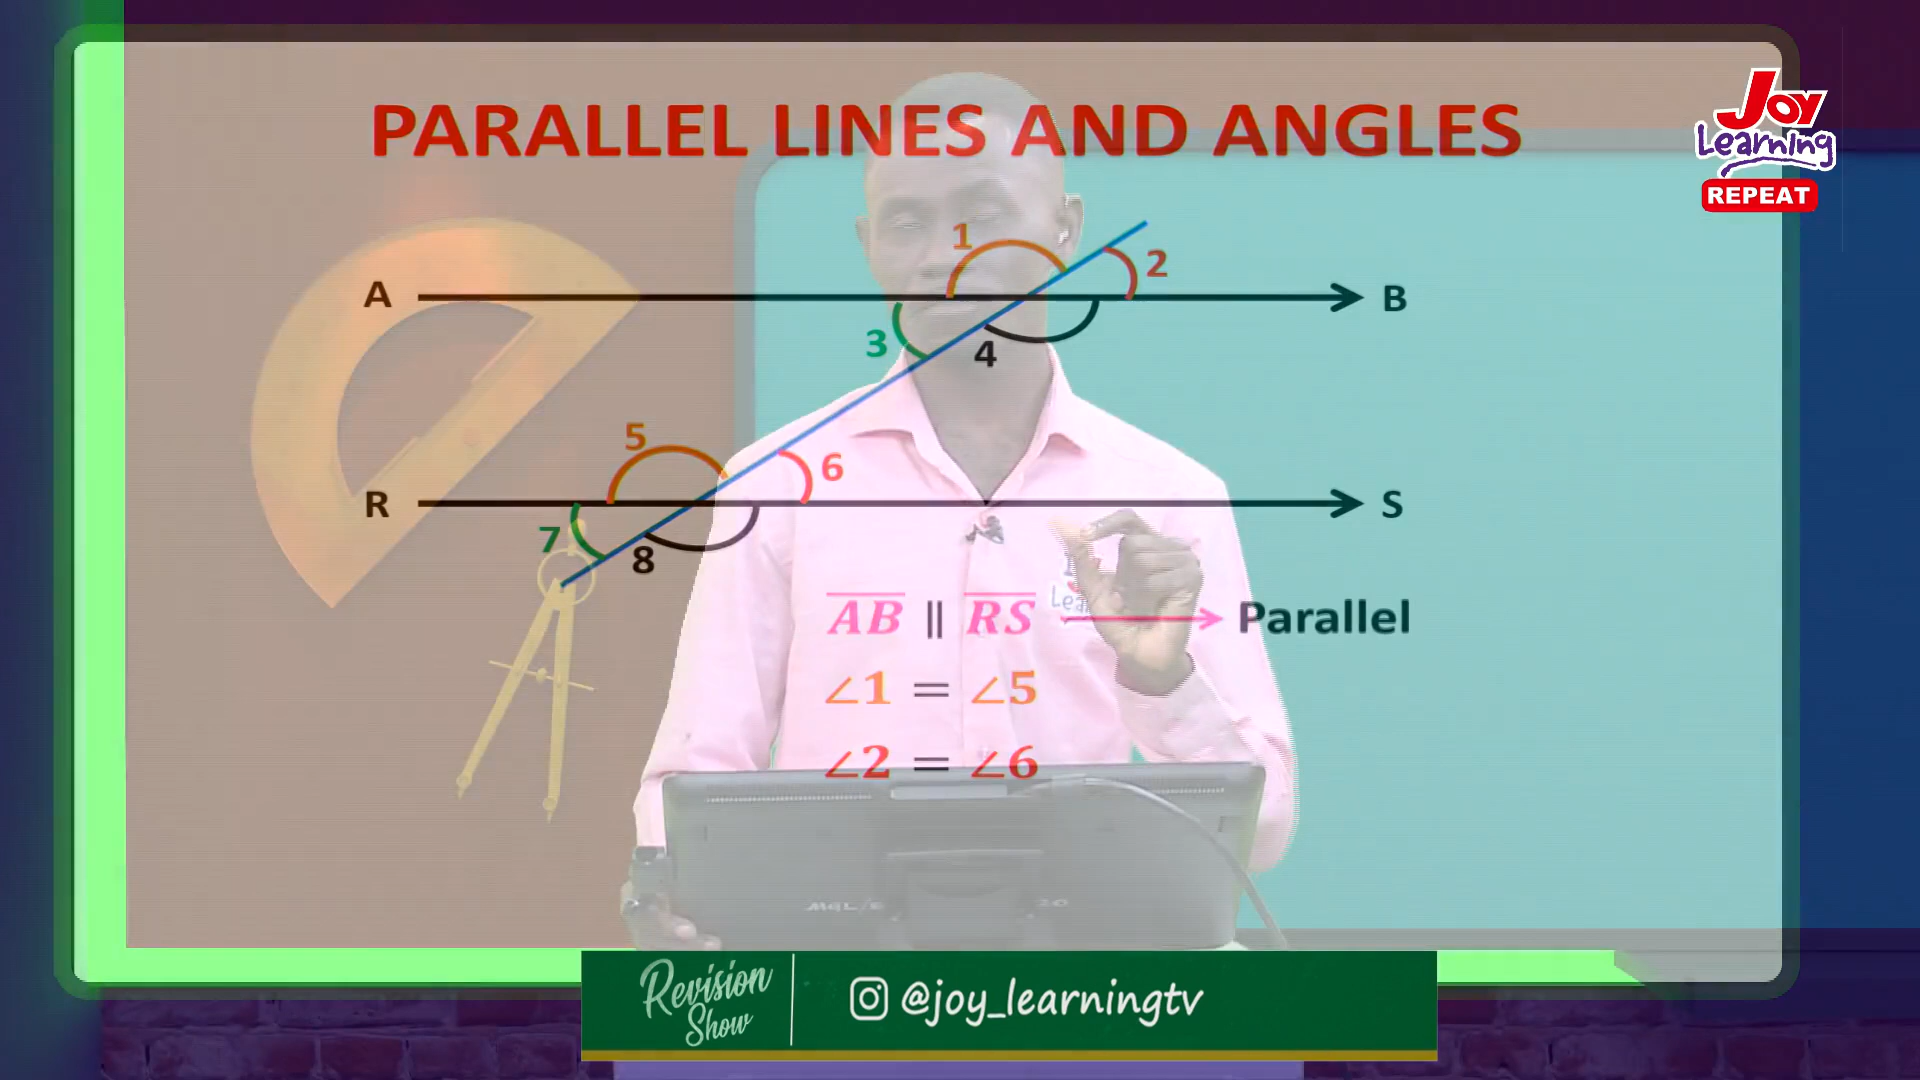 PARALLEL LINES AND ANGLES
Joy
Learning
REPEAT
1
2
A
B
3
4
5
6
R
S
7
8
AB ∥ RS → Parallel
∠1 = ∠5
∠2 = ∠6
Revision
Show
@joy_learningtv